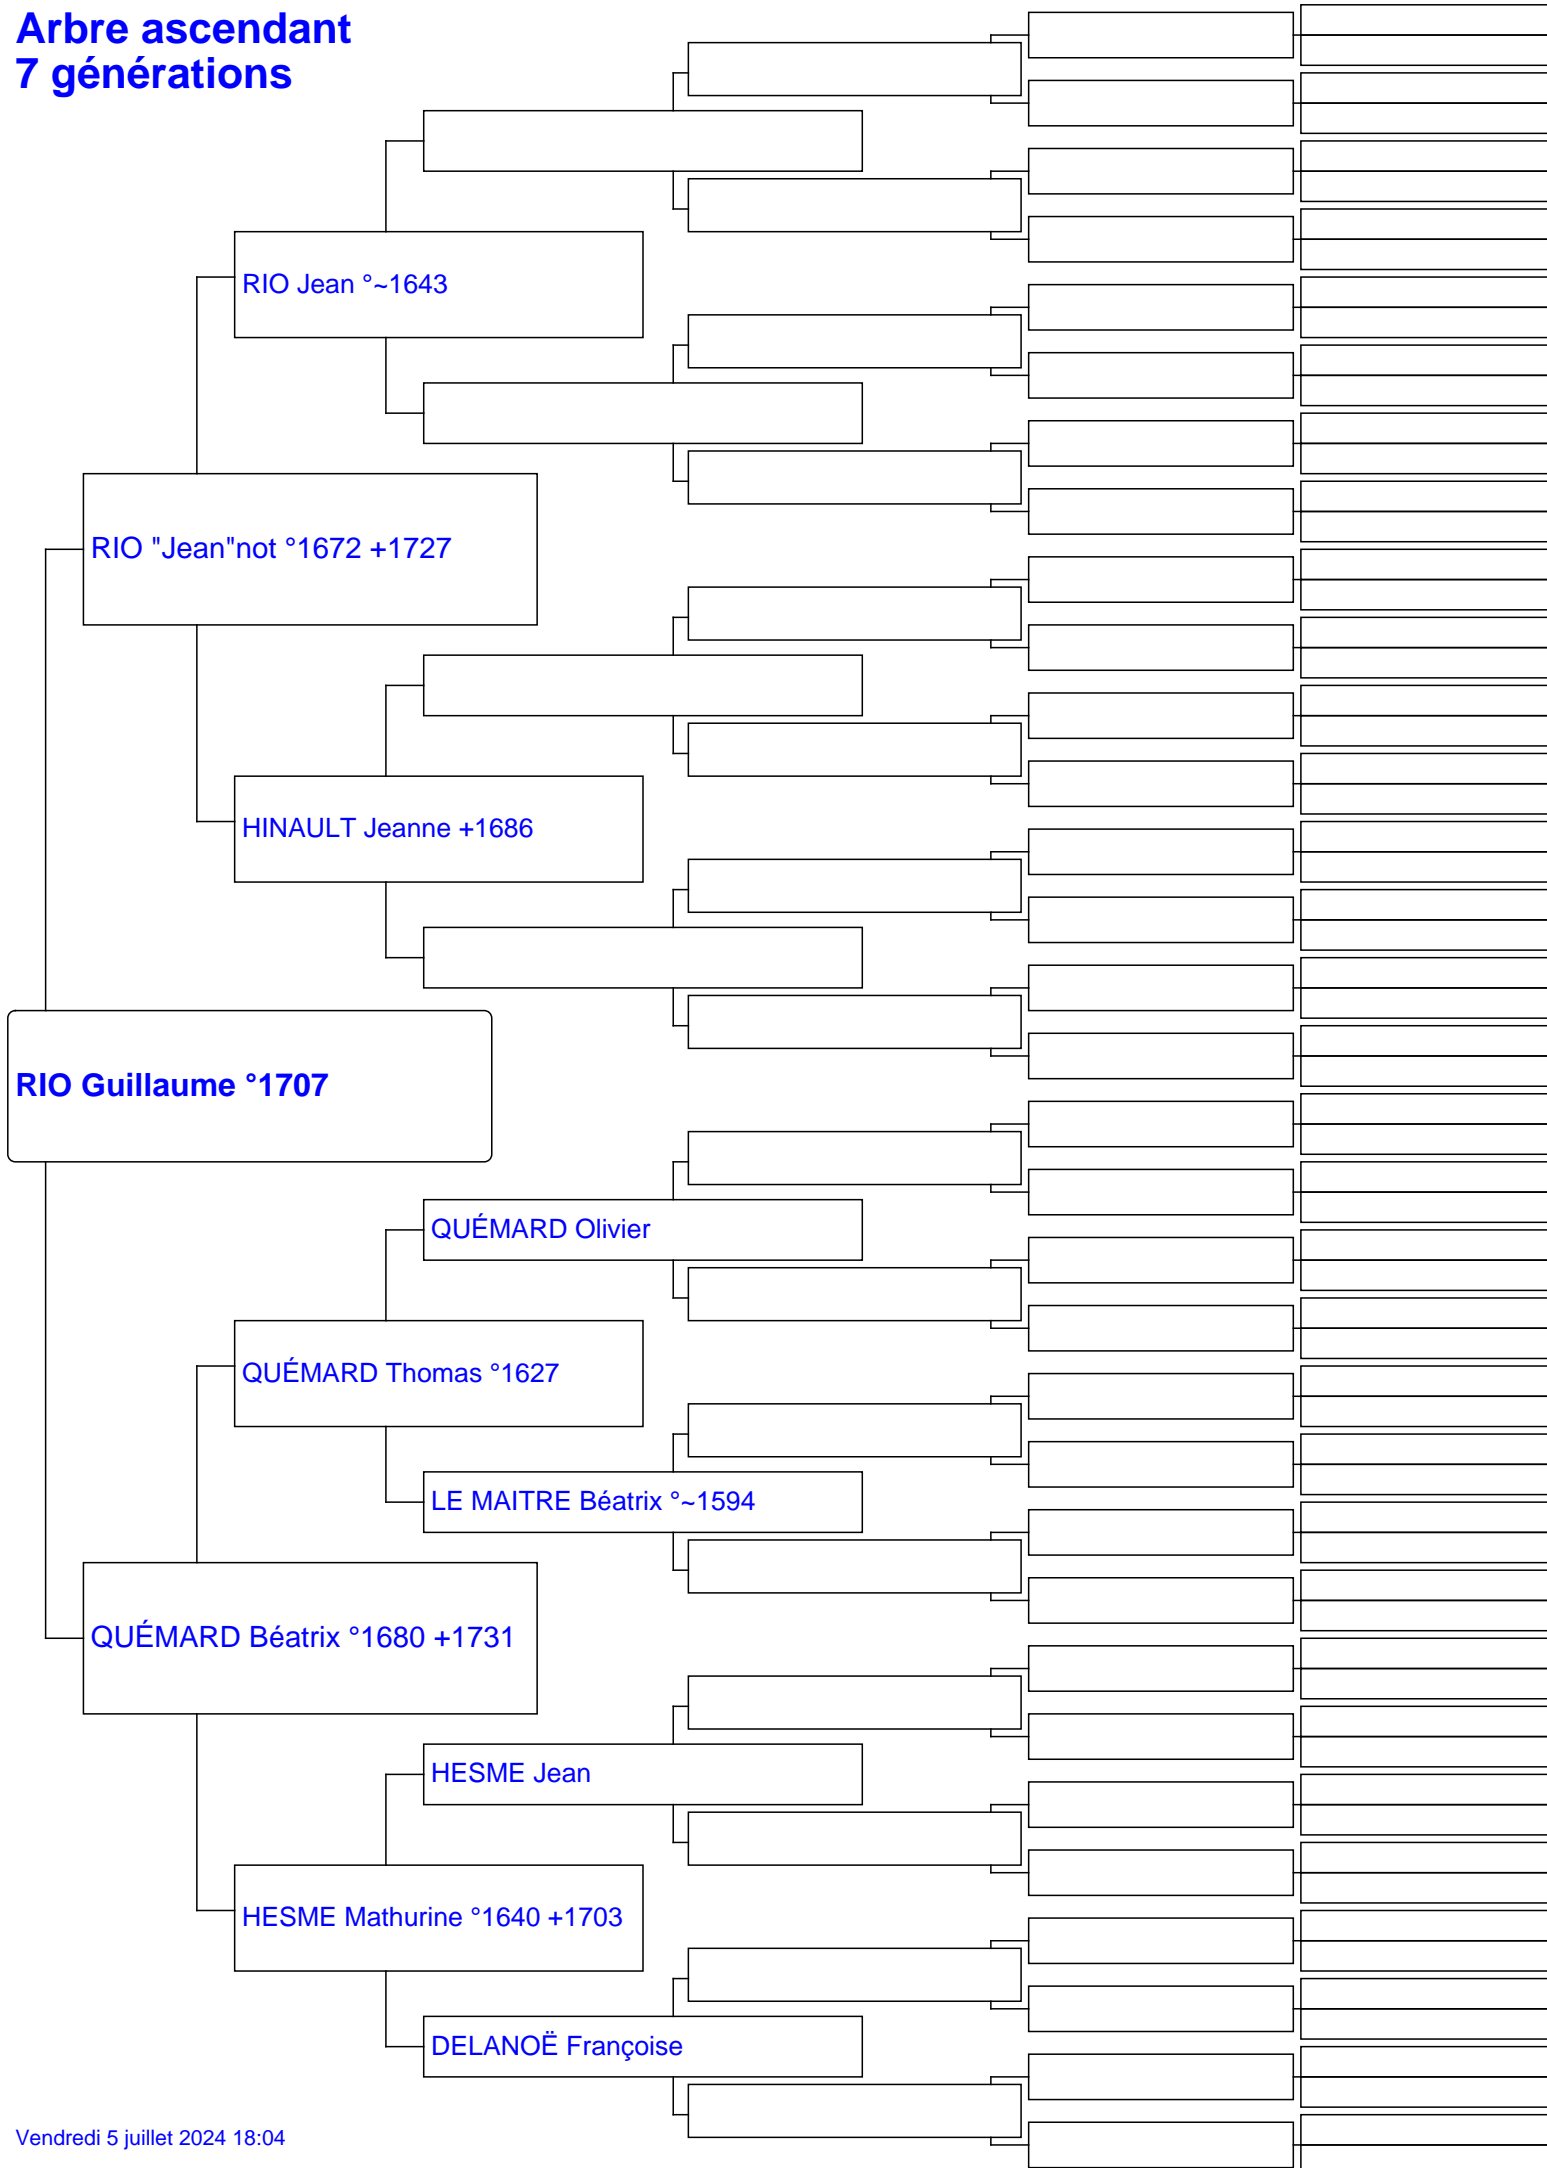 Arbre ascendant
7 générations
RIO Jean °~1643
RIO "Jean"not °1672 +1727
HINAULT Jeanne +1686
RIO Guillaume °1707
QUÉMARD Olivier
QUÉMARD Thomas °1627
LE MAITRE Béatrix °~1594
QUÉMARD Béatrix °1680 +1731
HESME Jean
HESME Mathurine °1640 +1703
DELANOË Françoise
Vendredi 5 juillet 2024 18:04